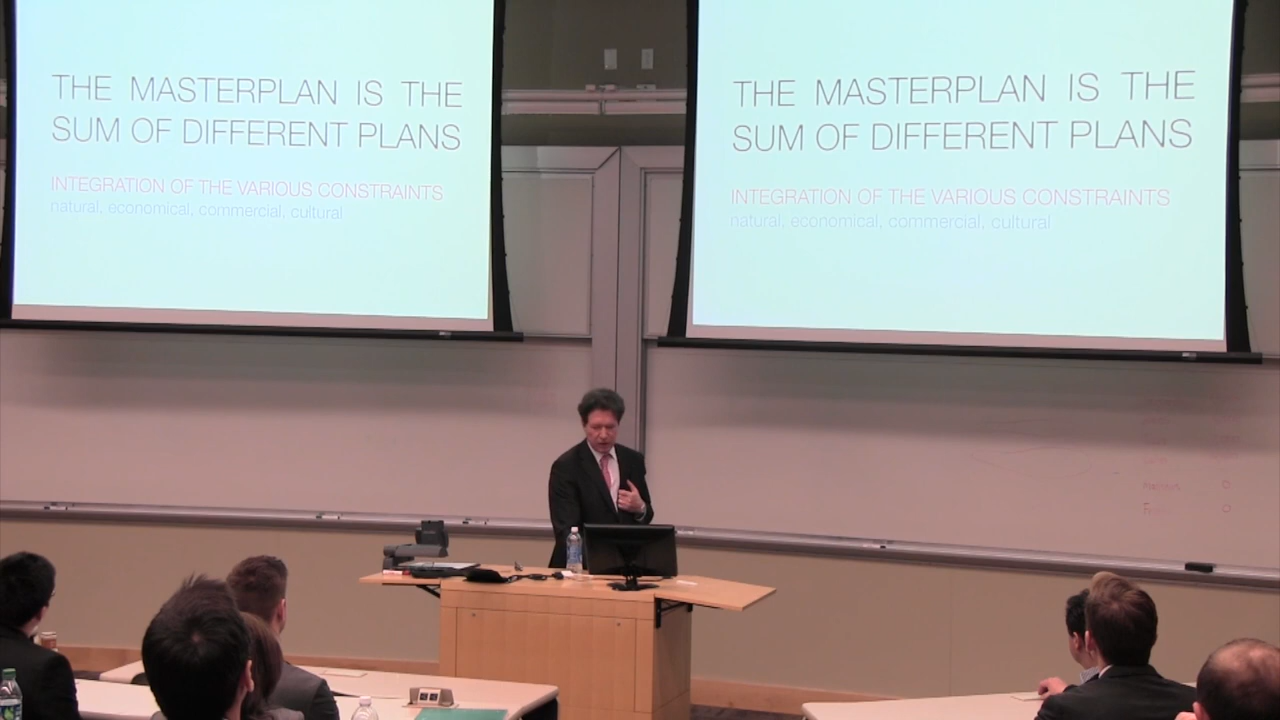 THE MASTERPLAN IS THE
SUM OF DIFFERENT PLANS
INTEGRATION OF THE VARIOUS CONSTRAINTS
natural, economical, commercial, cultural
THE MASTERPLAN IS THE
SUM OF DIFFERENT PLANS
INTEGRATION OF THE VARIOUS CONSTRAINTS
natural, economical, commercial, cultural